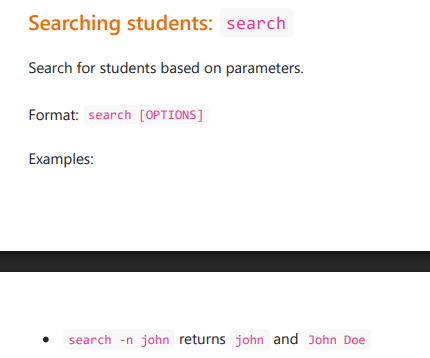 Searching students: search
Search for students based on parameters.
Format: search [OPTIONS]
Examples:
search -n john returns john and John Doe